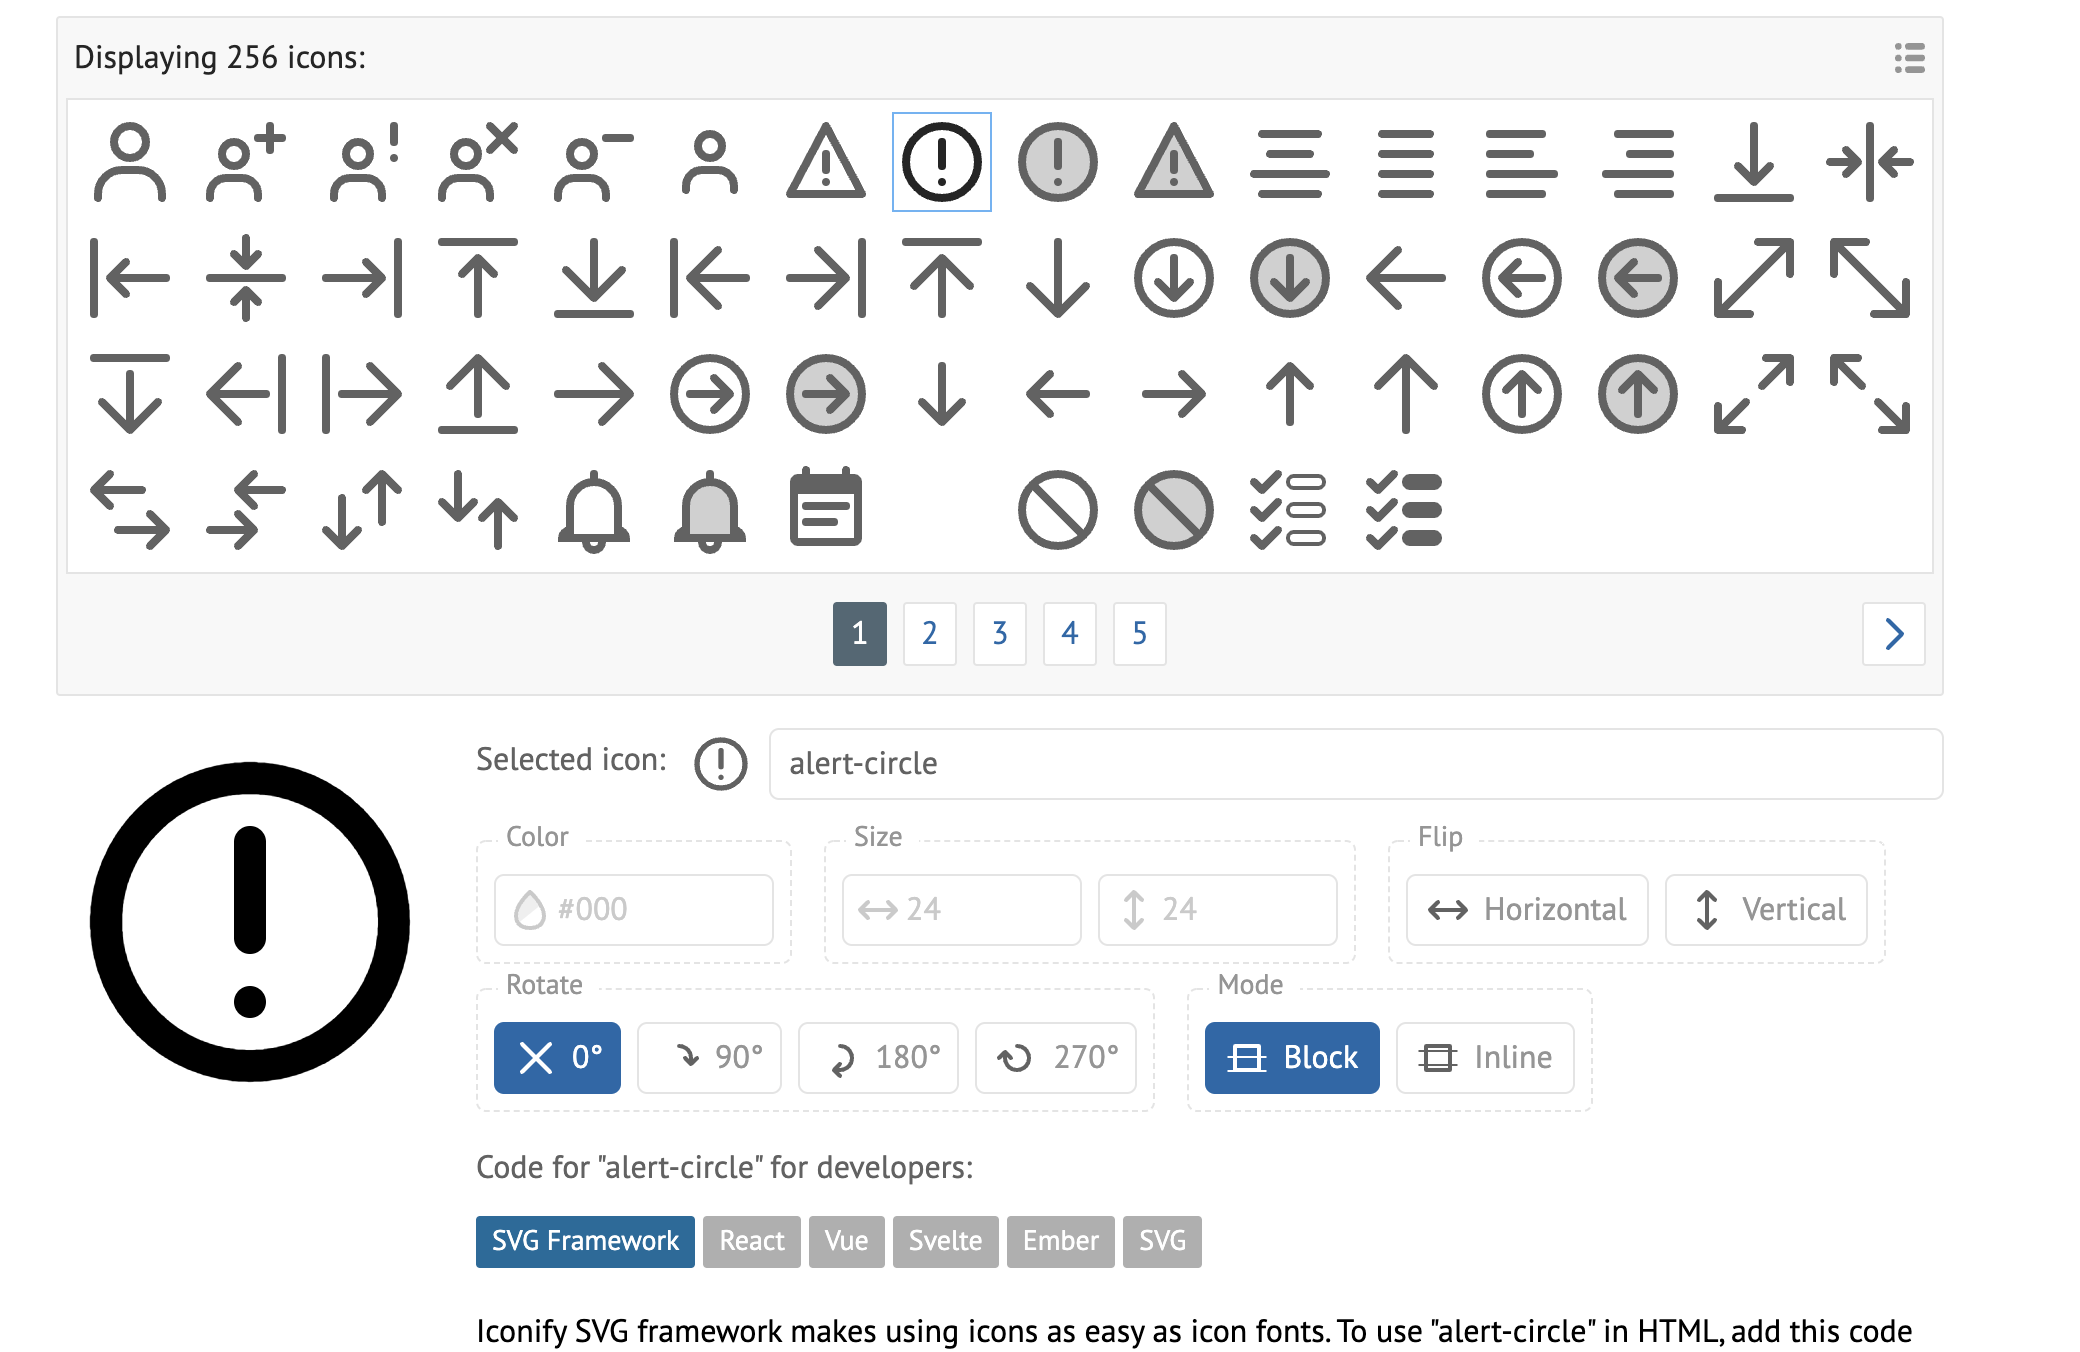 Displaying 256 icons:
1 2 3 4 5
Selected icon: alert-circle
Color Size Flip
#000 24 24 Horizontal Vertical
Rotate Mode
0° 90° 180° 270° Block Inline
Code for "alert-circle" for developers:
SVG Framework React Vue Svelte Ember SVG
Iconify SVG framework makes using icons as easy as icon fonts. To use "alert-circle" in HTML, add this code